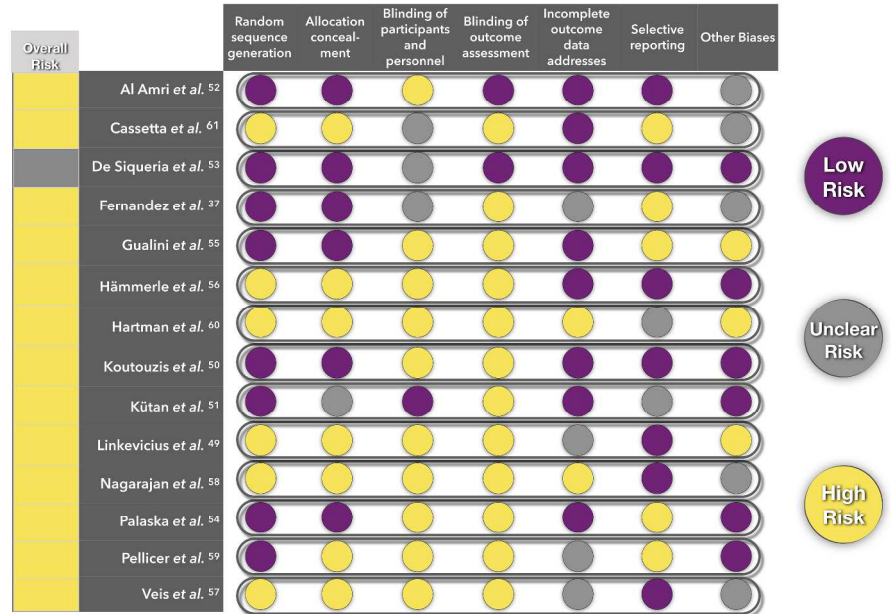 Overall
Risk
Random
sequence
generation
Allocation
conceal-
ment
Blinding of
participants
and
personnel
Blinding of
outcome
assessment
Incomplete
outcome
data
addresses
Selective
reporting
Other Biases
Al Amri et al. 52
Cassetta et al. 61
De Siqueria et al. 53
Fernandez et al. 37
Gualini et al. 55
Hämmerle et al. 56
Hartman et al. 60
Koutouzis et al. 50
Kütan et al. 51
Linkevicius et al. 49
Nagarajan et al. 58
Palaska et al. 54
Pellicer et al. 59
Veis et al. 57
Low
Risk
Unclear
Risk
High
Risk